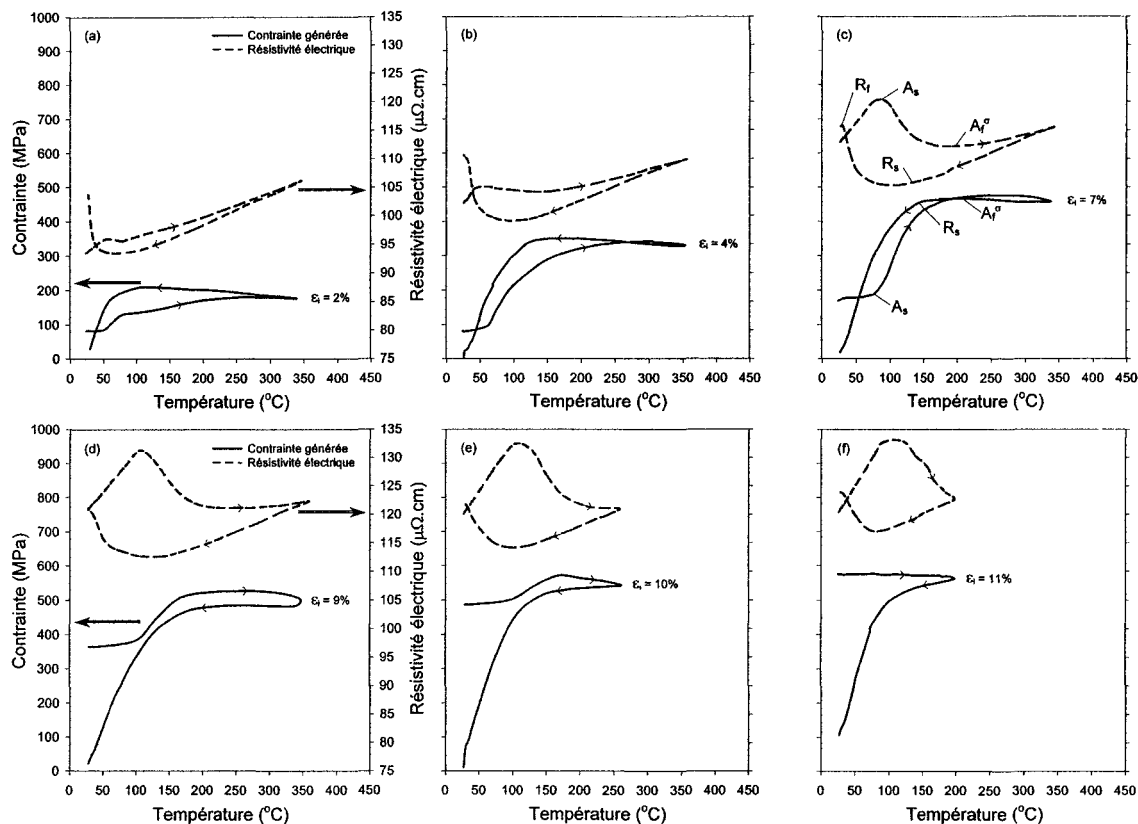 (a)
Contrainte générée
Résistivité électrique
Contrainte (MPa)
1000
900
800
700
600
500
400
300
200
100
0
135
130
125
120
115
110
105
100
95
90
85
80
75
Résistivité électrique (μΩ.cm)
εᵢ = 2%
0 50 100 150 200 250 300 350 400 450
Température (°C)
(b)
εᵢ = 4%
0 50 100 150 200 250 300 350 400 450
Température (°C)
(c)
R_f
A_s
A_f^σ
R_s
εᵢ = 7%
A_f^σ
R_s
A_s
0 50 100 150 200 250 300 350 400 450
Température (°C)
(d)
Contrainte générée
Résistivité électrique
Contrainte (MPa)
1000
900
800
700
600
500
400
300
200
100
0
135
130
125
120
115
110
105
100
95
90
85
80
75
Résistivité électrique (μΩ.cm)
εᵢ = 9%
0 50 100 150 200 250 300 350 400 450
Température (°C)
(e)
εᵢ = 10%
0 50 100 150 200 250 300 350 400 450
Température (°C)
(f)
εᵢ = 11%
0 50 100 150 200 250 300 350 400 450
Température (°C)